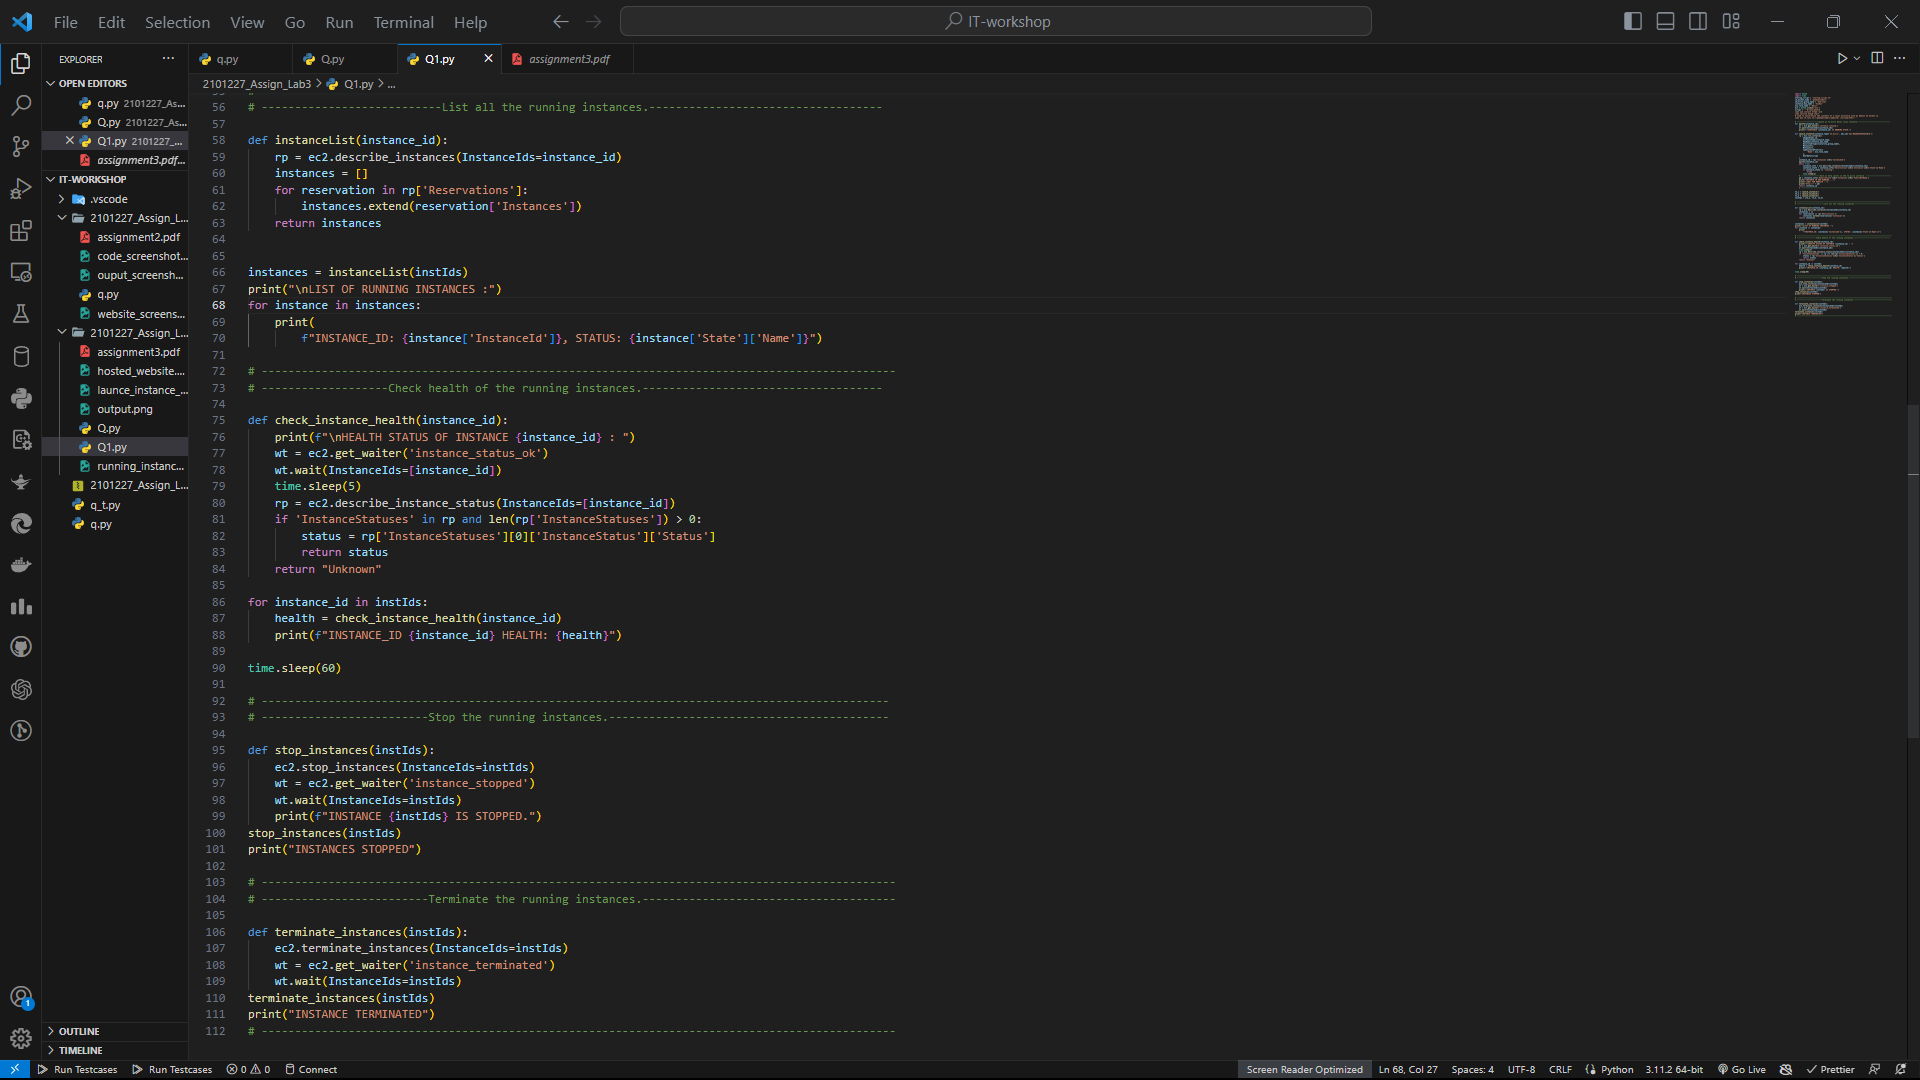 File Edit Selection View Go Run Terminal Help
IT-workshop
EXPLORER
q.py
Q.py
Q1.py
assignment3.pdf
OPEN EDITORS
2101227_Assign_Lab3 > Q1.py > ...
q.py 2101227_As...
Q.py 2101227_As...
Q1.py 2101227_...
assignment3.pdf...
IT-WORKSHOP
.vscode
2101227_Assign_L...
assignment2.pdf
code_screenshot...
ouput_screensh...
q.py
website_screens...
2101227_Assign_L...
assignment3.pdf
hosted_website....
launce_instance_...
output.png
Q.py
Q1.py
running_instanc...
2101227_Assign_L...
q_t.py
q.py
OUTLINE
TIMELINE
56 # ---------------------------List all the running instances.-----------------------------------
57
58 def instanceList(instance_id):
59     rp = ec2.describe_instances(InstanceIds=instance_id)
60     instances = []
61     for reservation in rp['Reservations']:
62         instances.extend(reservation['Instances'])
63     return instances
64
65
66 instances = instanceList(instIds)
67 print("\nLIST OF RUNNING INSTANCES :")
68 for instance in instances:
69     print(
70         f"INSTANCE_ID: {instance['InstanceId']}, STATUS: {instance['State']['Name']}")
71
72 # -----------------------------------------------------------------------------------------------
73 # -------------------Check health of the running instances.------------------------------------
74
75 def check_instance_health(instance_id):
76     print(f"\nHEALTH STATUS OF INSTANCE {instance_id} : ")
77     wt = ec2.get_waiter('instance_status_ok')
78     wt.wait(InstanceIds=[instance_id])
79     time.sleep(5)
80     rp = ec2.describe_instance_status(InstanceIds=[instance_id])
81     if 'InstanceStatuses' in rp and len(rp['InstanceStatuses']) > 0:
82         status = rp['InstanceStatuses'][0]['InstanceStatus']['Status']
83         return status
84     return "Unknown"
85
86 for instance_id in instIds:
87     health = check_instance_health(instance_id)
88     print(f"INSTANCE_ID {instance_id} HEALTH: {health}")
89
90 time.sleep(60)
91
92 # ----------------------------------------------------------------------------------------------
93 # -------------------------Stop the running instances.------------------------------------------
94
95 def stop_instances(instIds):
96     ec2.stop_instances(InstanceIds=instIds)
97     wt = ec2.get_waiter('instance_stopped')
98     wt.wait(InstanceIds=instIds)
99     print(f"INSTANCE {instIds} IS STOPPED.")
100 stop_instances(instIds)
101 print("INSTANCES STOPPED")
102
103 # -----------------------------------------------------------------------------------------------
104 # -------------------------Terminate the running instances.--------------------------------------
105
106 def terminate_instances(instIds):
107     ec2.terminate_instances(InstanceIds=instIds)
108     wt = ec2.get_waiter('instance_terminated')
109     wt.wait(InstanceIds=instIds)
110 terminate_instances(instIds)
111 print("INSTANCE TERMINATED")
112 # -----------------------------------------------------------------------------------------------
1
Run Testcases Run Testcases 0 0 Connect
Screen Reader Optimized Ln 68, Col 27 Spaces: 4 UTF-8 CRLF Python 3.11.2 64-bit Go Live Prettier